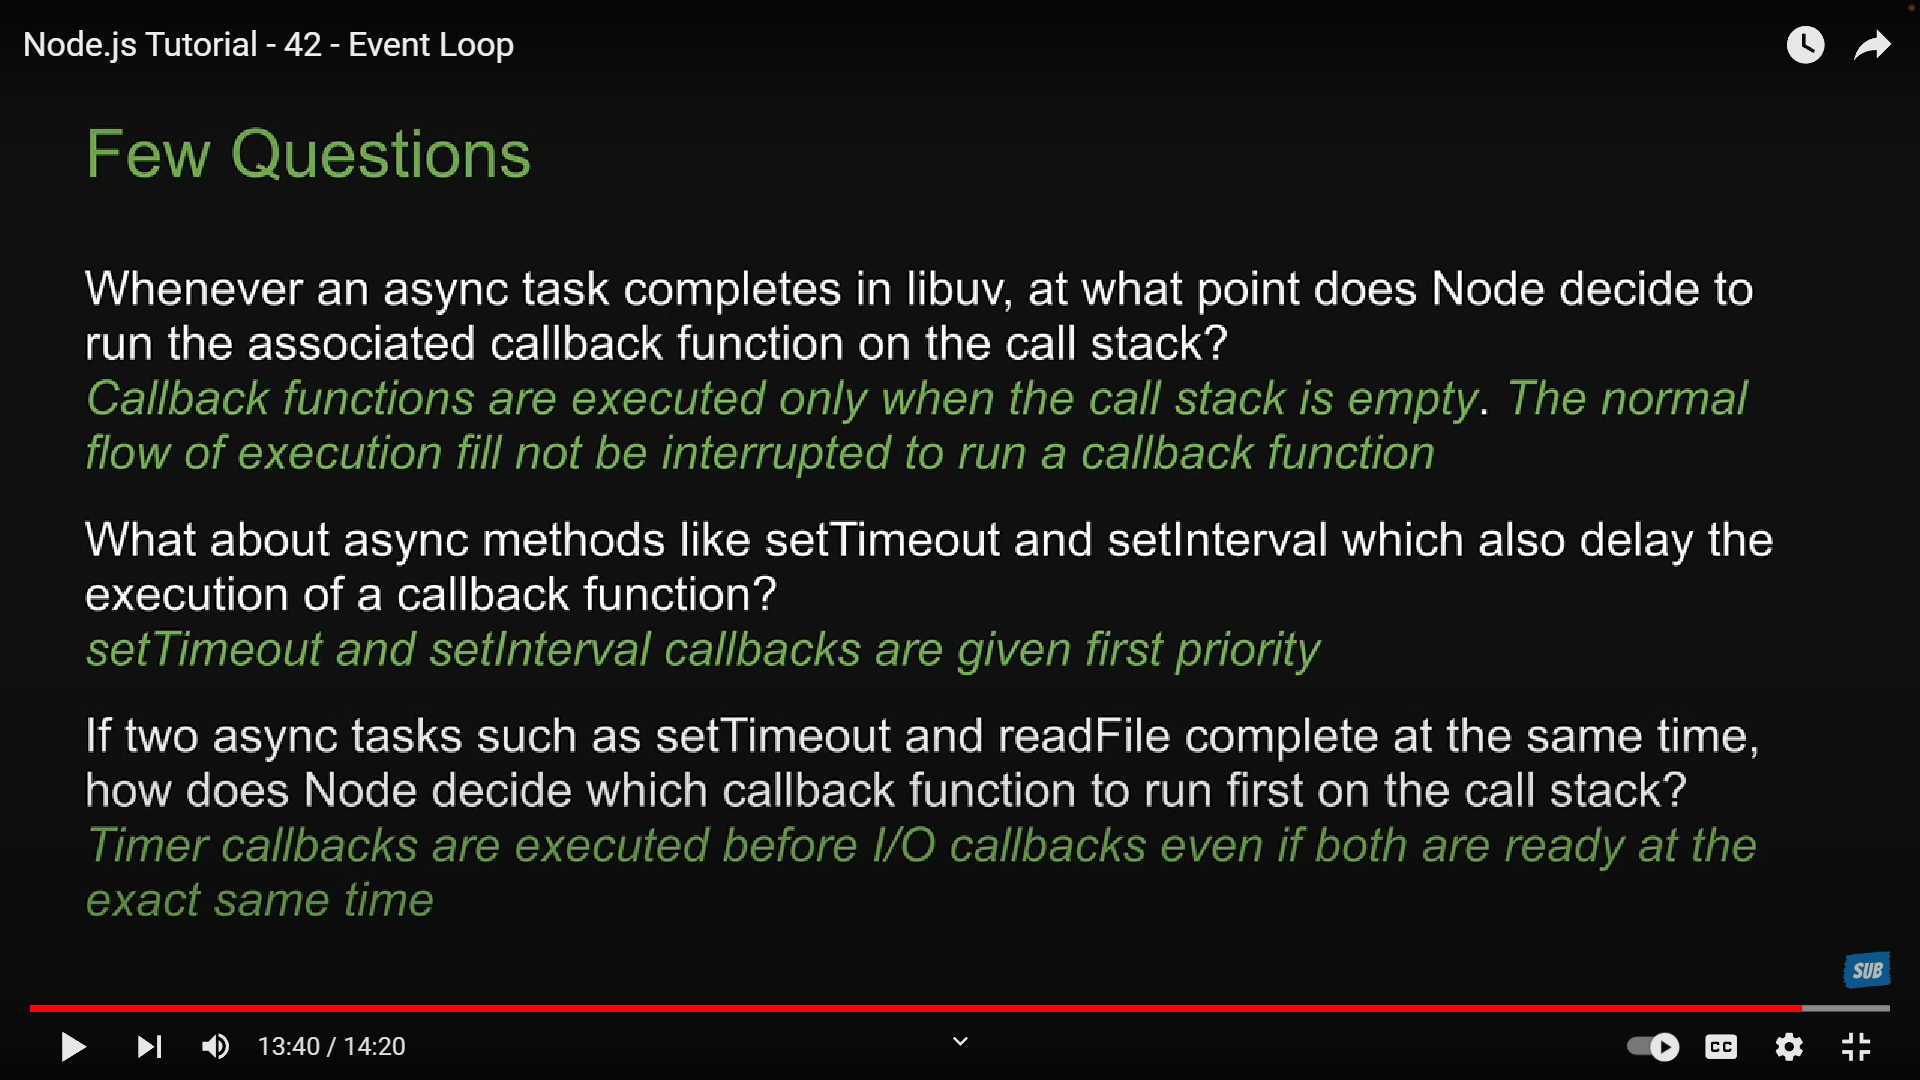 Node.js Tutorial - 42 - Event Loop
Few Questions
Whenever an async task completes in libuv, at what point does Node decide to
run the associated callback function on the call stack?
Callback functions are executed only when the call stack is empty. The normal
flow of execution fill not be interrupted to run a callback function
What about async methods like setTimeout and setInterval which also delay the
execution of a callback function?
setTimeout and setInterval callbacks are given first priority
If two async tasks such as setTimeout and readFile complete at the same time,
how does Node decide which callback function to run first on the call stack?
Timer callbacks are executed before I/O callbacks even if both are ready at the
exact same time
SUB
13:40 / 14:20
CC